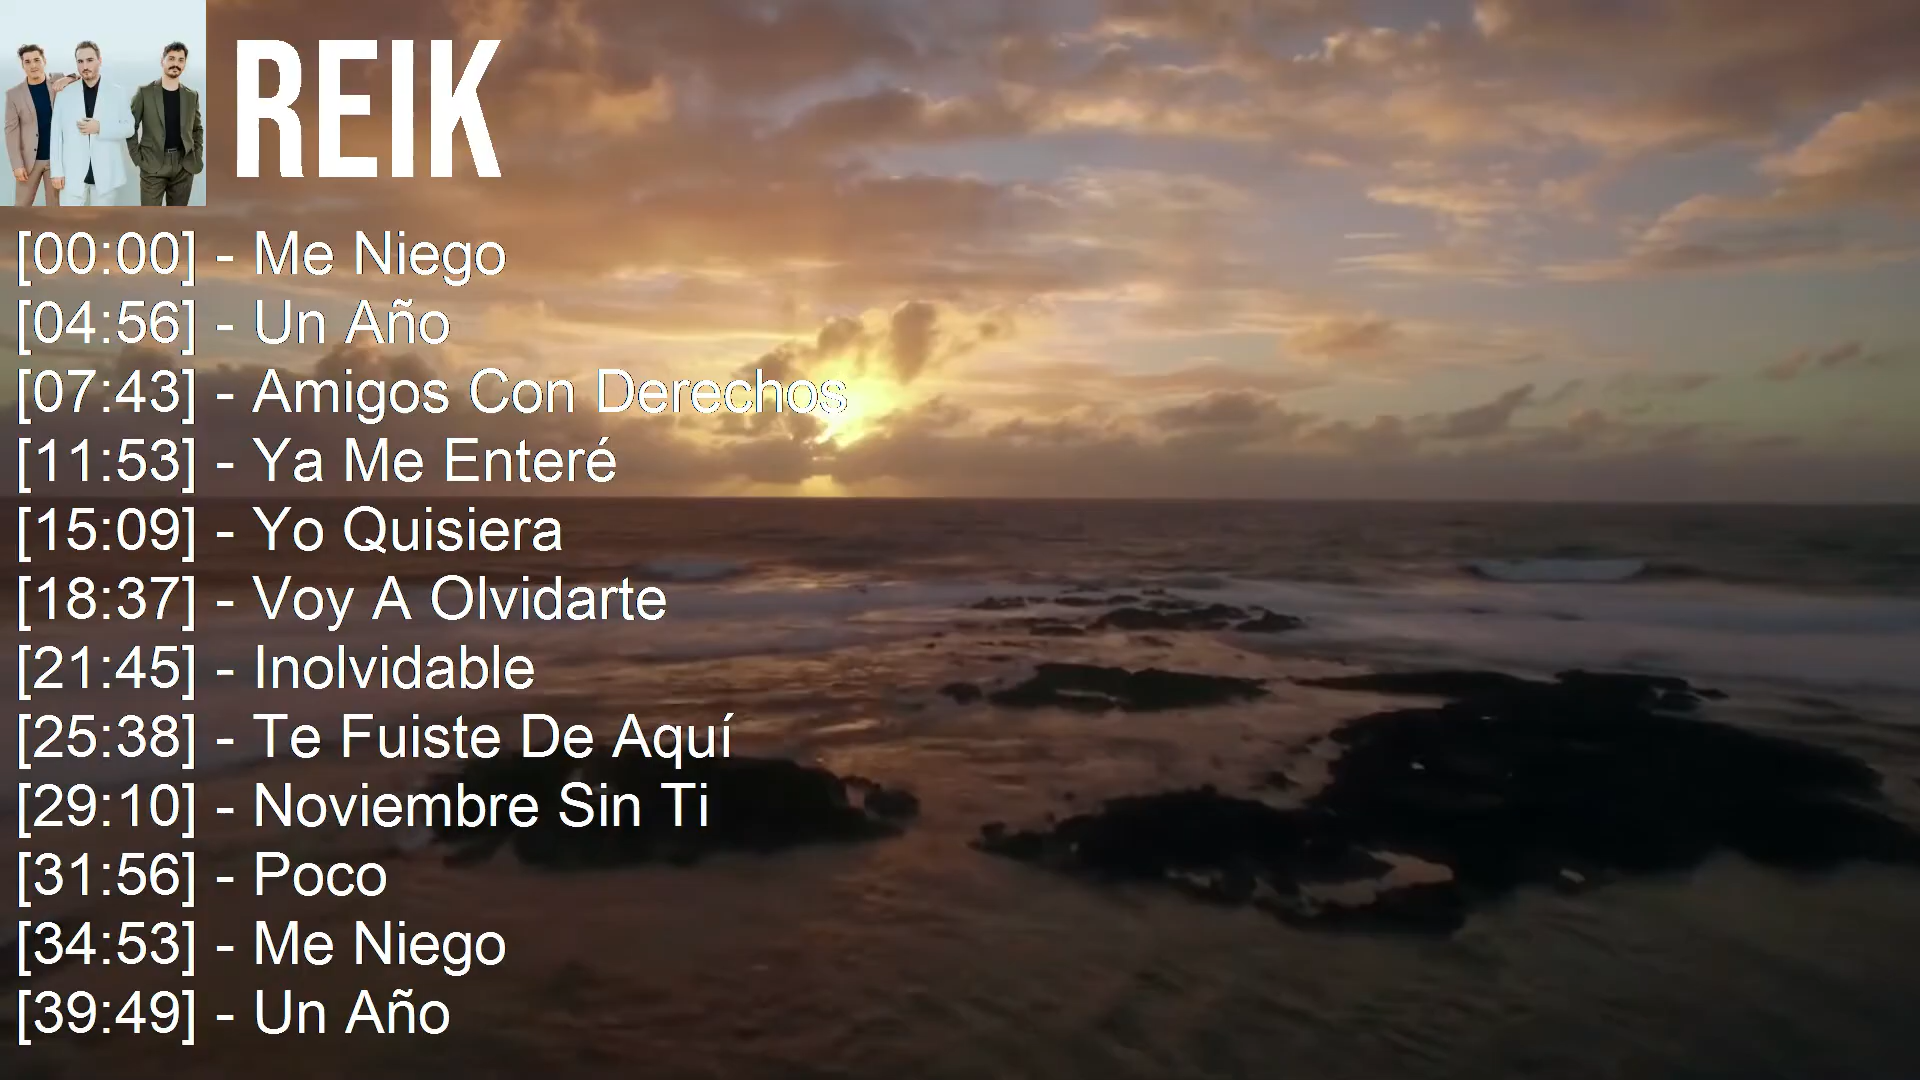 REIK
[00:00] - Me Niego
[04:56] - Un Año
[07:43] - Amigos Con Derechos
[11:53] - Ya Me Enteré
[15:09] - Yo Quisiera
[18:37] - Voy A Olvidarte
[21:45] - Inolvidable
[25:38] - Te Fuiste De Aquí
[29:10] - Noviembre Sin Ti
[31:56] - Poco
[34:53] - Me Niego
[39:49] - Un Año